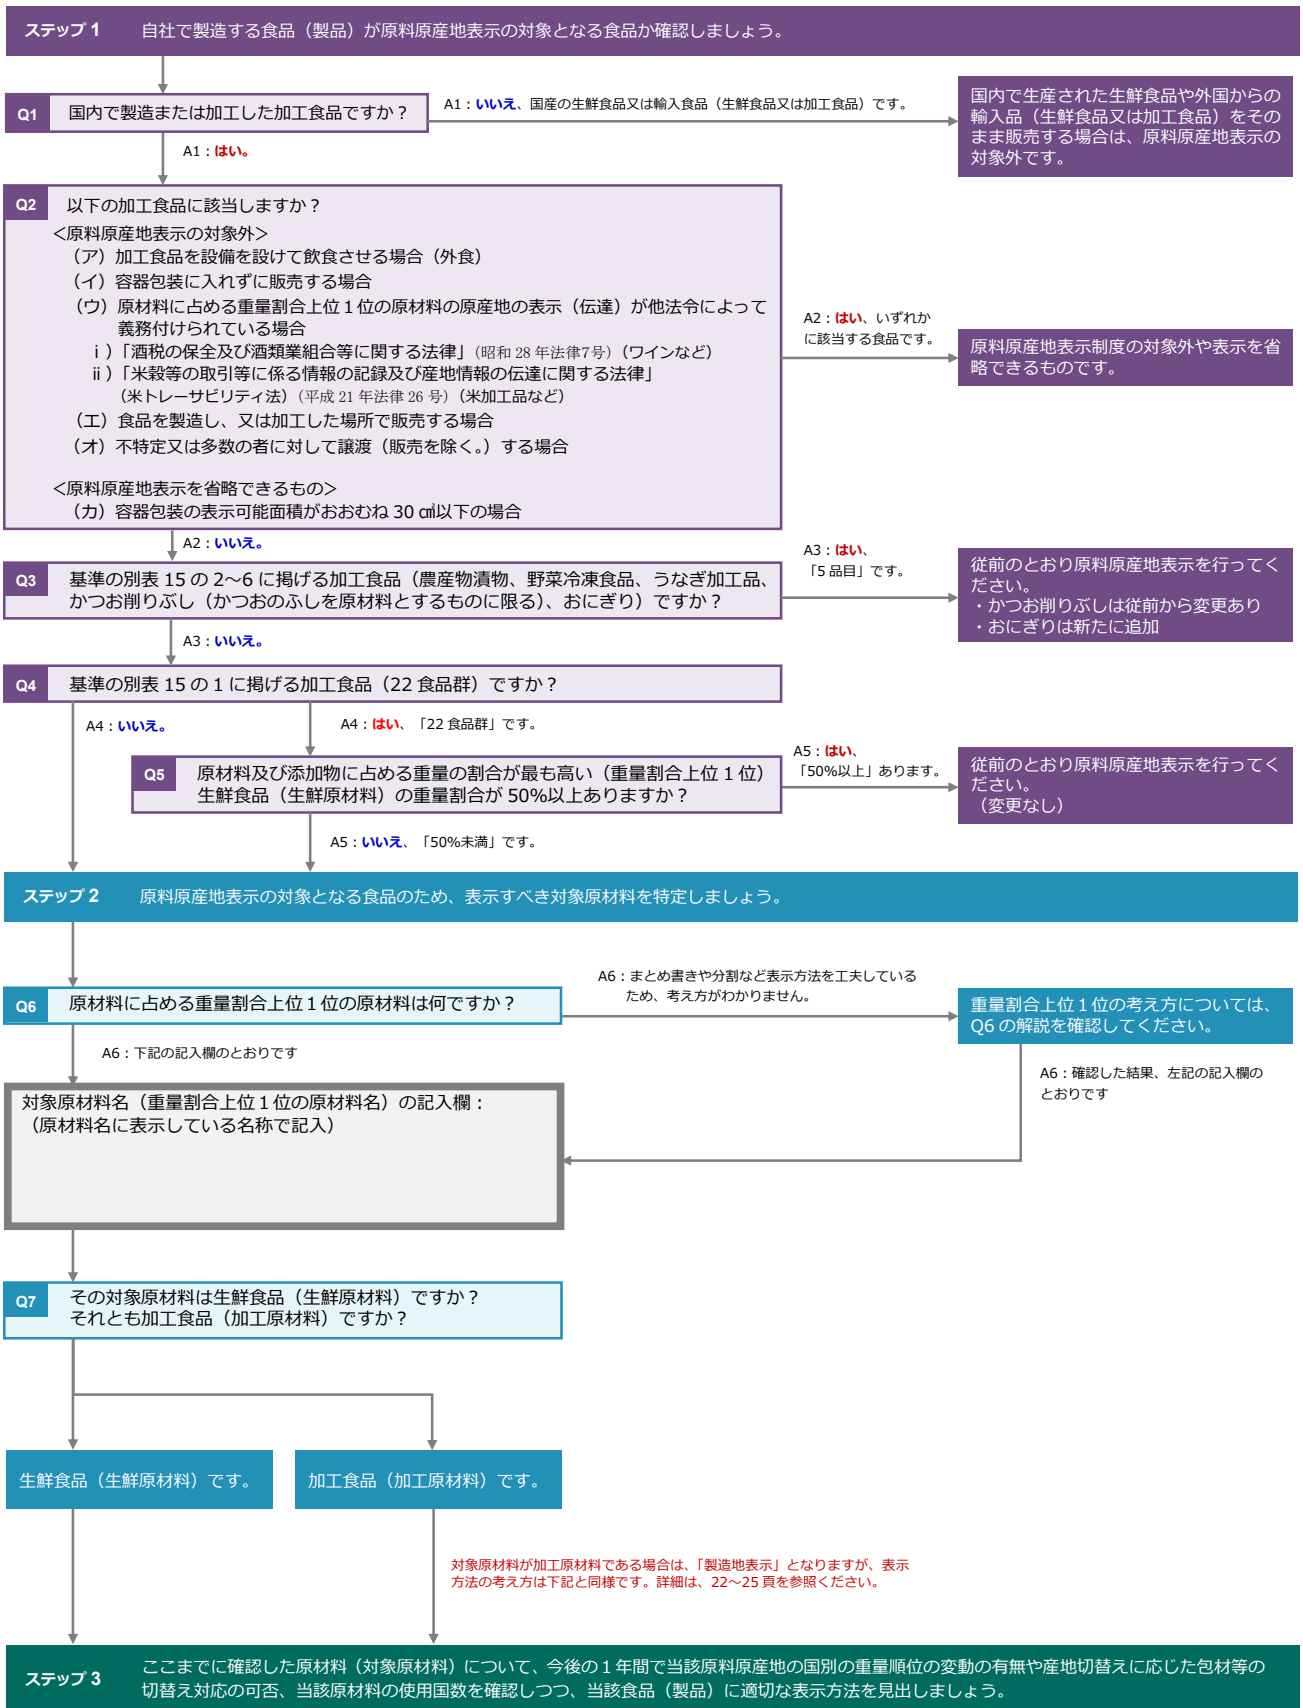 ステップ 1 自社で製造する食品（製品）が原料原産地表示の対象となる食品か確認しましょう。
Q1 国内で製造または加工した加工食品ですか？
A1：いいえ、国産の生鮮食品又は輸入食品（生鮮食品又は加工食品）です。
国内で生産された生鮮食品や外国からの
輸入品（生鮮食品又は加工食品）をその
まま販売する場合は、原料原産地表示の
対象外です。
A1：はい。
Q2 以下の加工食品に該当しますか？
＜原料原産地表示の対象外＞
（ア）加工食品を設備を設けて飲食させる場合（外食）
（イ）容器包装に入れずに販売する場合
（ウ）原材料に占める重量割合上位１位の原材料の原産地の表示（伝達）が他法令によって
義務付けられている場合
ⅰ）「酒税の保全及び酒類業組合等に関する法律」（昭和 28 年法律7号）（ワインなど）
ⅱ）「米穀等の取引等に係る情報の記録及び産地情報の伝達に関する法律」
（米トレーサビリティ法）（平成 21 年法律 26 号）（米加工品など）
（エ）食品を製造し、又は加工した場所で販売する場合
（オ）不特定又は多数の者に対して譲渡（販売を除く。）する場合
＜原料原産地表示を省略できるもの＞
（カ）容器包装の表示可能面積がおおむね 30 ㎠以下の場合
A2：はい、いずれか
に該当する食品です。
原料原産地表示制度の対象外や表示を省
略できるものです。
A2：いいえ。
Q3 基準の別表 15 の 2～6 に掲げる加工食品（農産物漬物、野菜冷凍食品、うなぎ加工品、
かつお削りぶし（かつおのふしを原材料とするものに限る）、おにぎり）ですか？
A3：はい、
「5 品目」です。
従前のとおり原料原産地表示を行ってく
ださい。
・かつお削りぶしは従前から変更あり
・おにぎりは新たに追加
A3：いいえ。
Q4 基準の別表 15 の 1 に掲げる加工食品（22 食品群）ですか？
A4：いいえ。
A4：はい、「22 食品群」です。
Q5 原材料及び添加物に占める重量の割合が最も高い（重量割合上位 1 位）
生鮮食品（生鮮原材料）の重量割合が 50%以上ありますか？
A5：はい、
「50%以上」あります。
従前のとおり原料原産地表示を行ってく
ださい。
（変更なし）
A5：いいえ、「50%未満」です。
ステップ 2 原料原産地表示の対象となる食品のため、表示すべき対象原材料を特定しましょう。
Q6 原材料に占める重量割合上位１位の原材料は何ですか？
A6：まとめ書きや分割など表示方法を工夫している
ため、考え方がわかりません。
重量割合上位１位の考え方については、
Q6 の解説を確認してください。
A6：下記の記入欄のとおりです
A6：確認した結果、左記の記入欄の
とおりです
対象原材料名（重量割合上位１位の原材料名）の記入欄：
（原材料名に表示している名称で記入）
Q7 その対象原材料は生鮮食品（生鮮原材料）ですか？
それとも加工食品（加工原材料）ですか？
生鮮食品（生鮮原材料）です。
加工食品（加工原材料）です。
対象原材料が加工原材料である場合は、「製造地表示」となりますが、表示
方法の考え方は下記と同様です。詳細は、22～25 頁を参照ください。
ステップ 3 ここまでに確認した原材料（対象原材料）について、今後の１年間で当該原料原産地の国別の重量順位の変動の有無や産地切替えに応じた包材等の
切替え対応の可否、当該原材料の使用国数を確認しつつ、当該食品（製品）に適切な表示方法を見出しましょう。